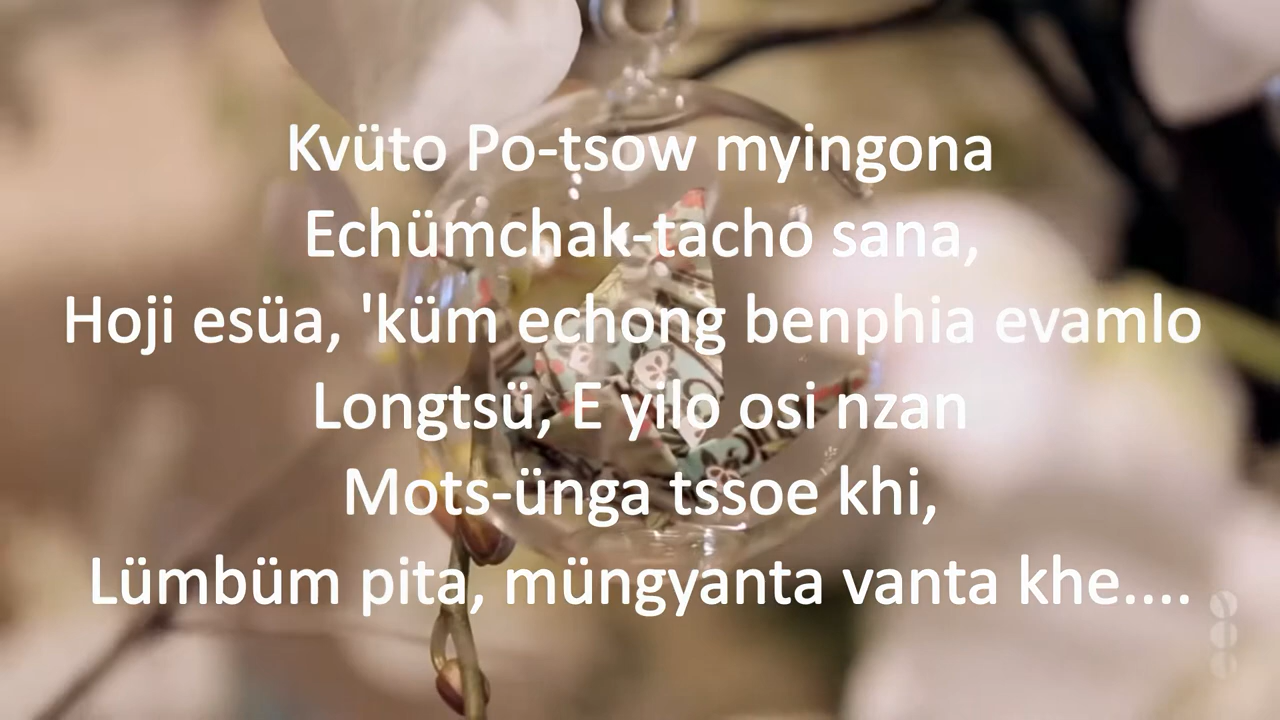 Kvüto Po-tsow myingona
Echümchak-tacho sana,
Hoji esüa, 'küm echong benphia evamlo
Longtsü, E yilo osi nzan
Mots-ünga tssoe khi,
Lümbüm pita, müngyanta vanta khe....